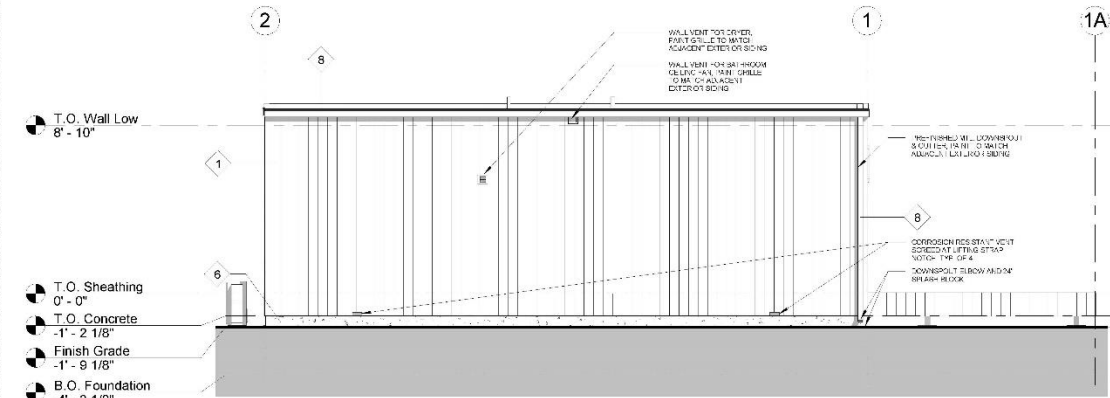 2
1
1A
8
WALL VENT FOR DRYER,
PAINT GRILLE TO MATCH
ADJACENT EXTERIOR SIDING
WALL VENT FOR BATHROOM
CEILING FAN, PAINT GRILLE
TO MATCH ADJACENT
EXTERIOR SIDING
T.O. Wall Low
8' - 10"
PREFINISHED MTL. DOWNSPOUT
& GUTTER, PAINT TO MATCH
ADJACENT EXTERIOR SIDING
1
8
CORROSION RESISTANT VENT
SCREED AT LIFTING STRAP
NOTCH, TYP. OF 4
6
DOWNSPOUT ELBOW AND 24"
SPLASH BLOCK
T.O. Sheathing
0' - 0"
T.O. Concrete
-1' - 2 1/8"
Finish Grade
-1' - 9 1/8"
B.O. Foundation